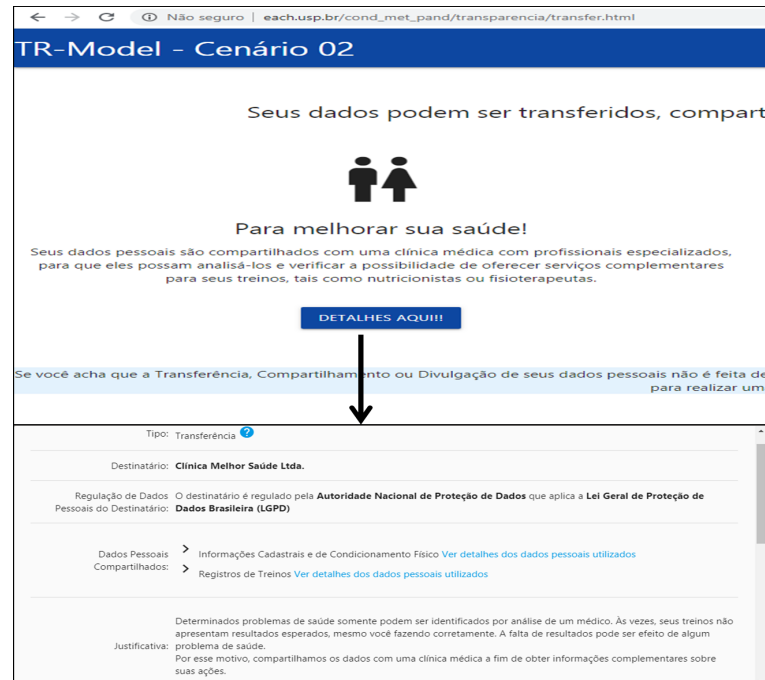 Não seguro | each.usp.br/cond_met_pand/transparencia/transfer.html
TR-Model - Cenário 02
Seus dados podem ser transferidos, compart
Para melhorar sua saúde!
Seus dados pessoais são compartilhados com uma clínica médica com profissionais especializados,
para que eles possam analisá-los e verificar a possibilidade de oferecer serviços complementares
para seus treinos, tais como nutricionistas ou fisioterapeutas.
DETALHES AQUI!!!
Se você acha que a Transferência, Compartilhamento ou Divulgação de seus dados pessoais não é feita de
para realizar um
Tipo: Transferência ?
Destinatário: Clínica Melhor Saúde Ltda.
Regulação de Dados O destinatário é regulado pela Autoridade Nacional de Proteção de Dados que aplica a Lei Geral de Proteção de
Pessoais do Destinatário: Dados Brasileira (LGPD)
Dados Pessoais > Informações Cadastrais e de Condicionamento Físico Ver detalhes dos dados pessoais utilizados
Compartilhados: > Registros de Treinos Ver detalhes dos dados pessoais utilizados
Determinados problemas de saúde somente podem ser identificados por análise de um médico. Às vezes, seus treinos não
apresentam resultados esperados, mesmo você fazendo corretamente. A falta de resultados pode ser efeito de algum
Justificativa: problema de saúde.
Por esse motivo, compartilhamos os dados com uma clínica médica a fim de obter informações complementares sobre
suas ações.